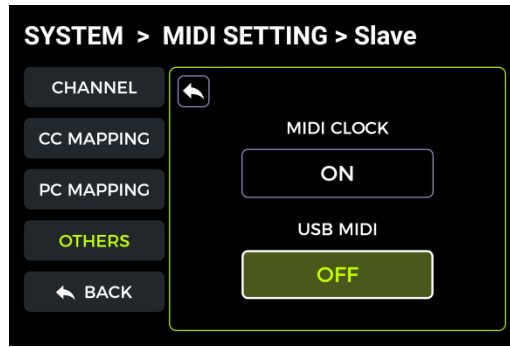 SYSTEM > MIDI SETTING > Slave
CHANNEL
CC MAPPING
PC MAPPING
OTHERS
BACK
MIDI CLOCK
ON
USB MIDI
OFF